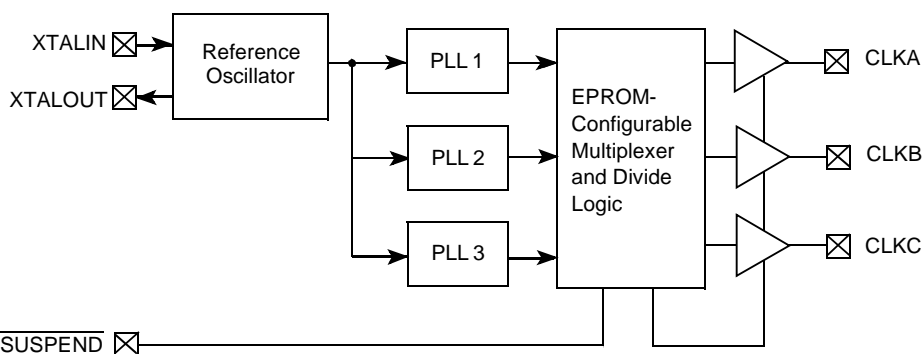 XTALIN
XTALOUT
Reference
Oscillator
PLL 1
PLL 2
PLL 3
EPROM-
Configurable
Multiplexer
and Divide
Logic
CLKA
CLKB
CLKC
SUSPEND